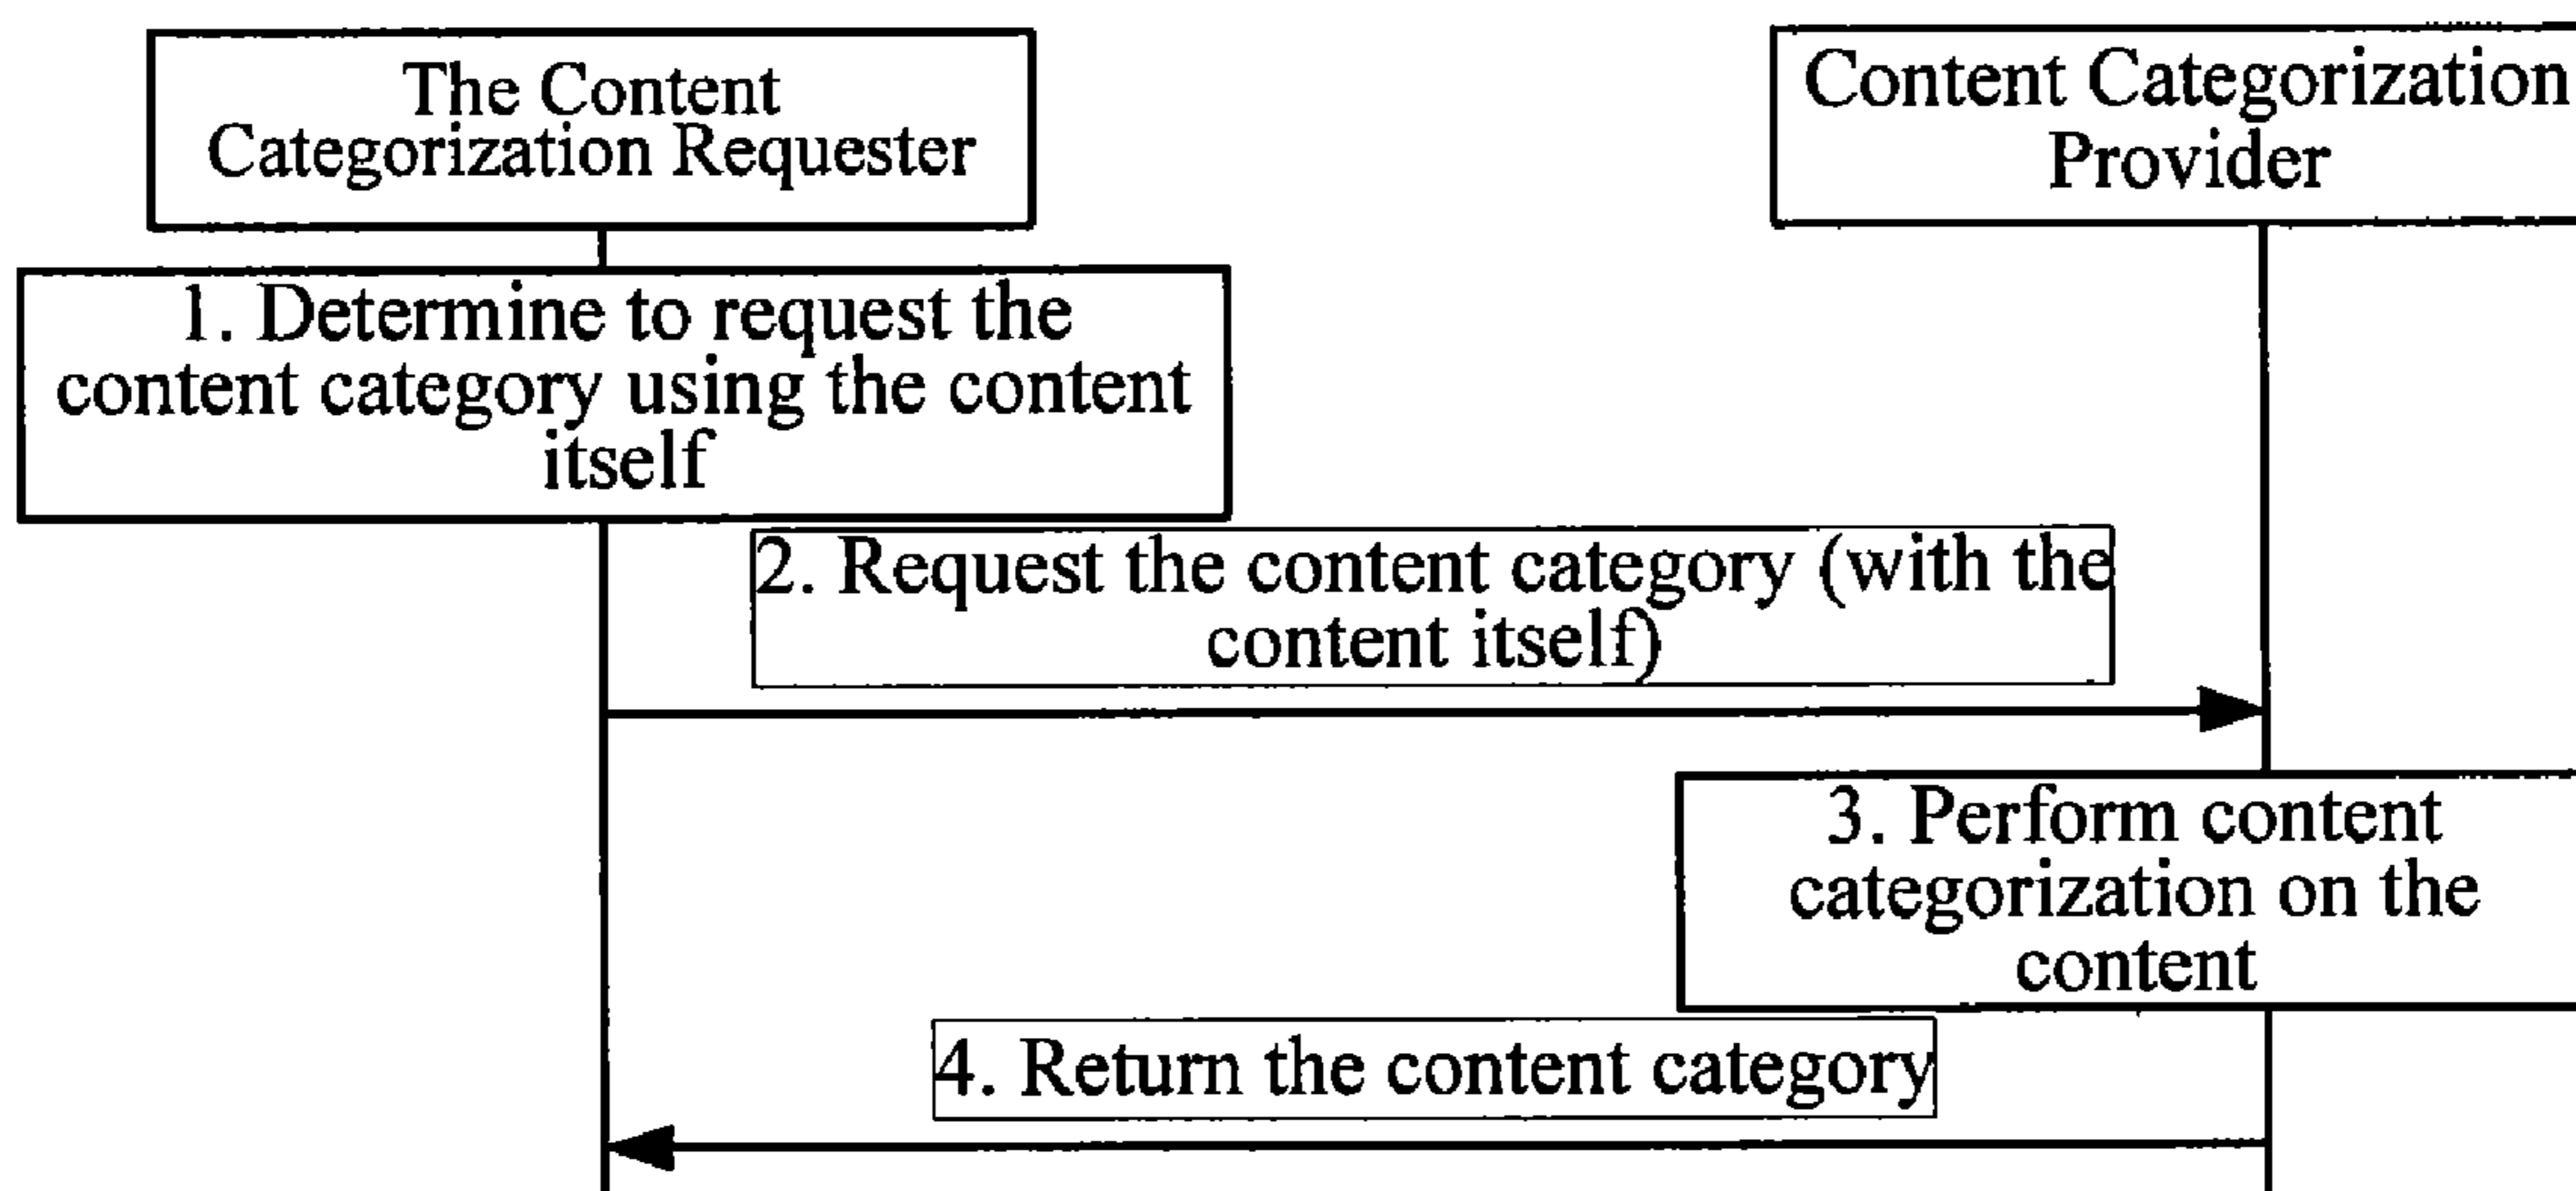 The Content
Categorization Requester
Content Categorization
Provider
1. Determine to request the
content category using the content
itself
2. Request the content category (with the
content itself)
3. Perform content
categorization on the
content
4. Return the content category